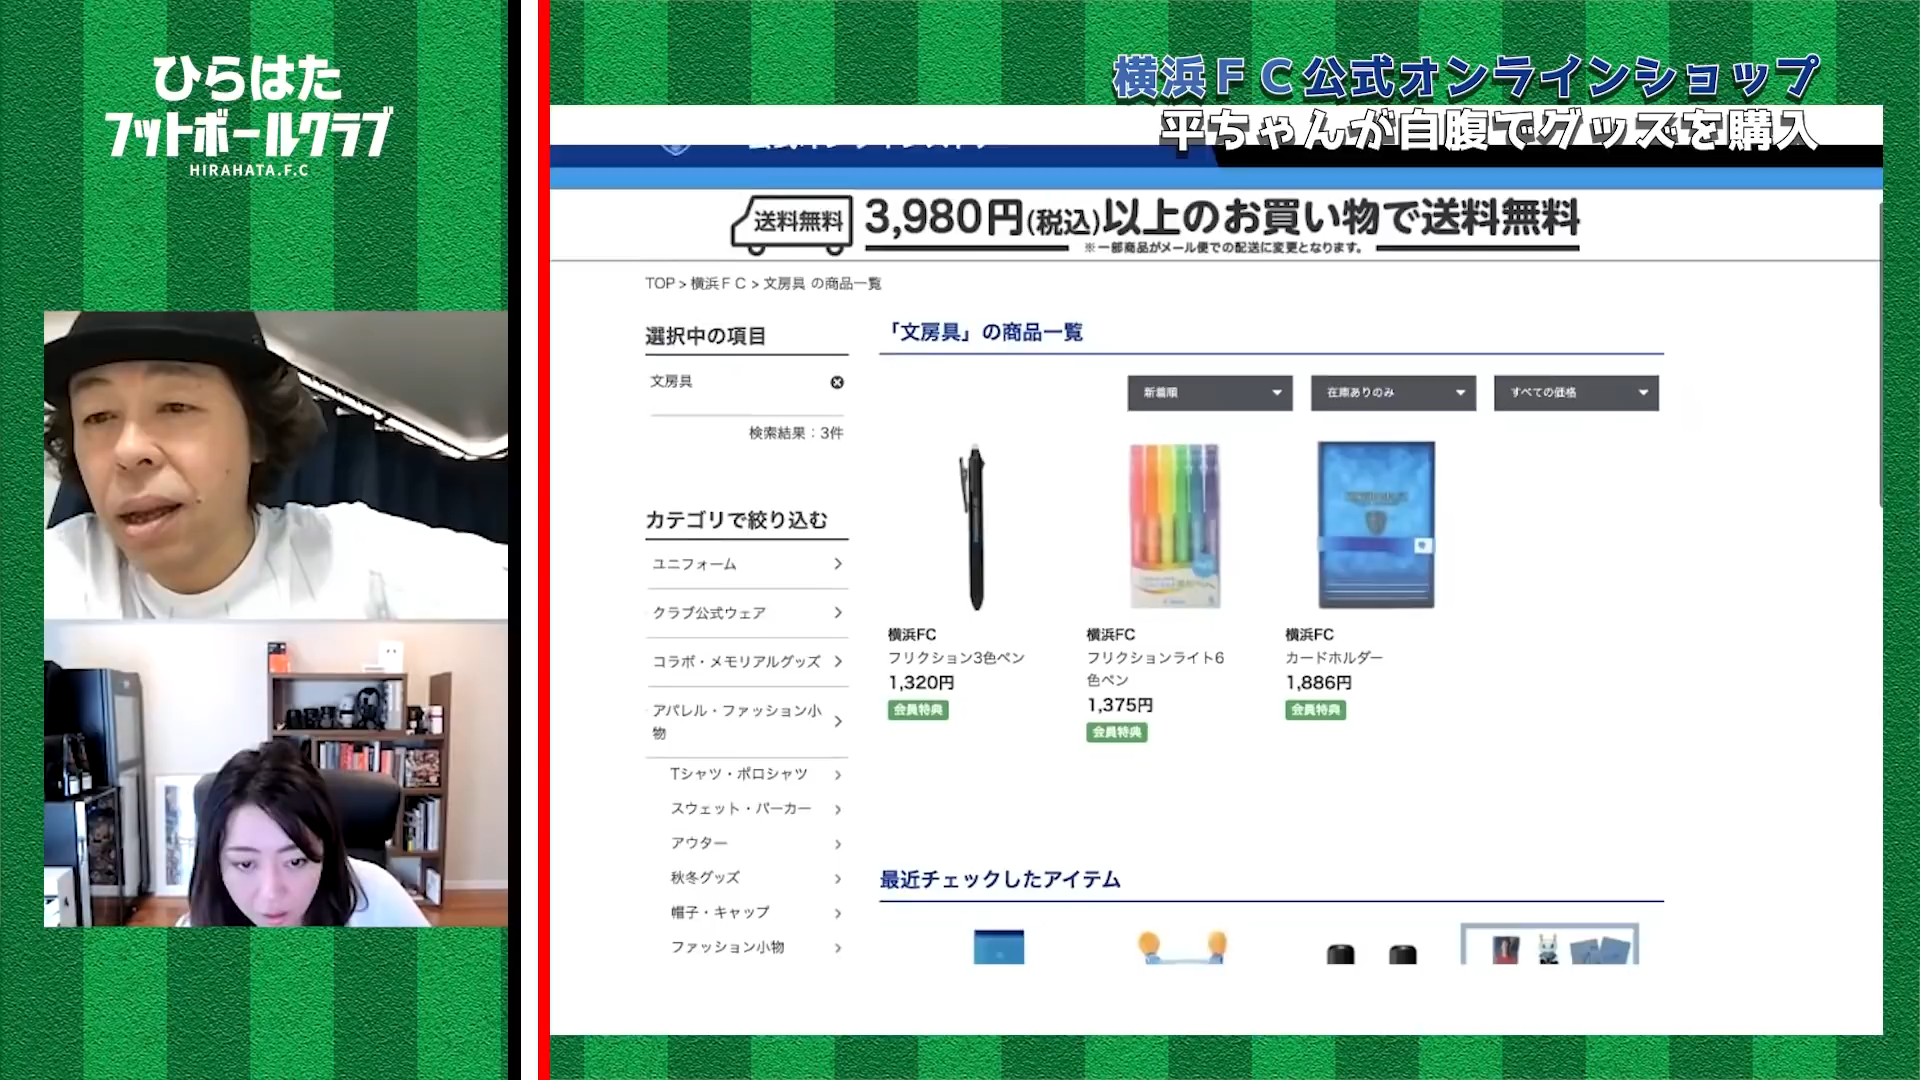 ひらはた
フットボールクラブ
HIRAHATA.F.C
横浜ＦＣ公式オンラインショップ
平ちゃんが自腹でグッズを購入
送料無料
3,980円(税込)以上のお買い物で送料無料
※一部商品がメール便での配送に変更となります。
TOP > 横浜ＦＣ > 文房具 の商品一覧
選択中の項目
文房具
検索結果：3件
カテゴリで絞り込む
ユニフォーム
クラブ公式ウェア
コラボ・メモリアルグッズ
アパレル・ファッション小
物
Tシャツ・ポロシャツ
スウェット・パーカー
アウター
秋冬グッズ
帽子・キャップ
ファッション小物
「文房具」の商品一覧
新着順
在庫ありのみ
すべての価格
横浜FC
フリクション3色ペン
1,320円
会員特典
横浜FC
フリクションライト6
色ペン
1,375円
会員特典
横浜FC
カードホルダー
1,886円
会員特典
最近チェックしたアイテム